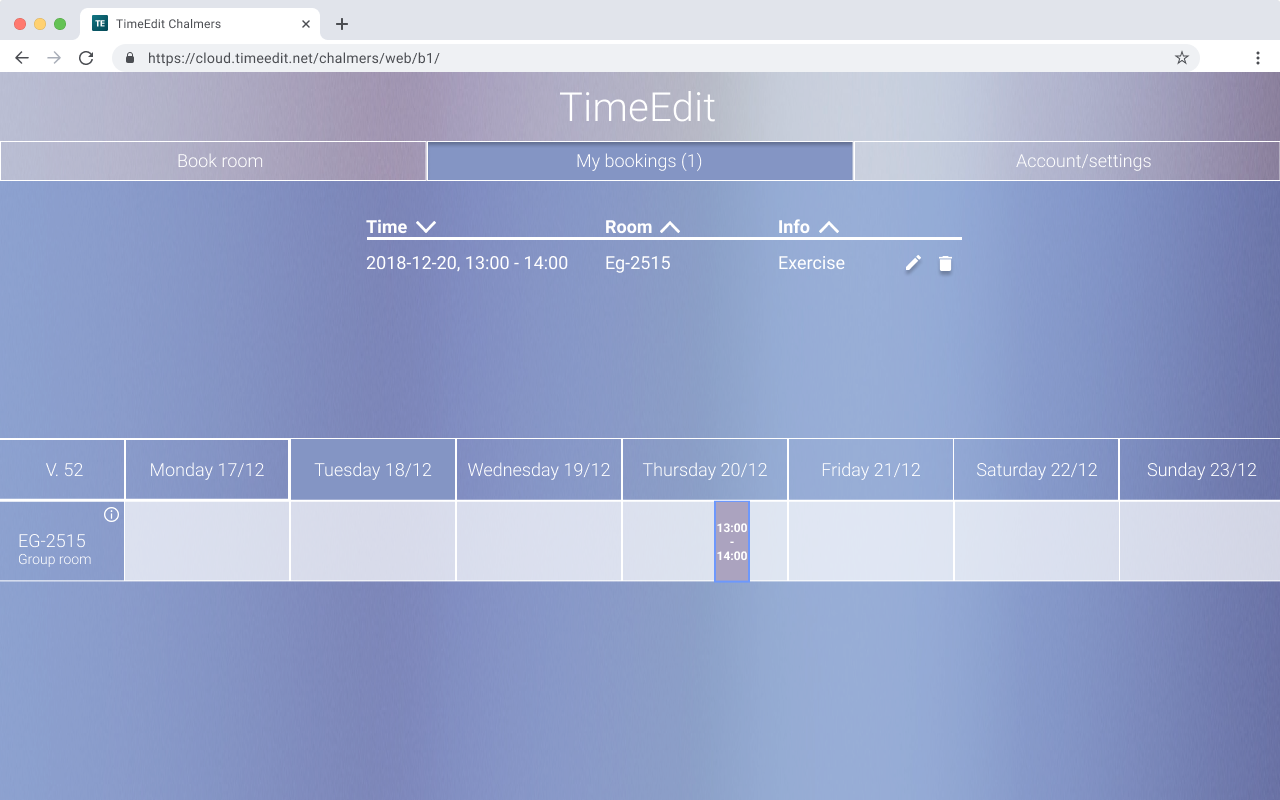 TE TimeEdit Chalmers
https://cloud.timeedit.net/chalmers/web/b1/
TimeEdit
Book room My bookings (1) Account/settings
Time Room Info
2018-12-20, 13:00 - 14:00 Eg-2515 Exercise
V. 52 Monday 17/12 Tuesday 18/12 Wednesday 19/12 Thursday 20/12 Friday 21/12 Saturday 22/12 Sunday 23/12
EG-2515
Group room
13:00
-
14:00